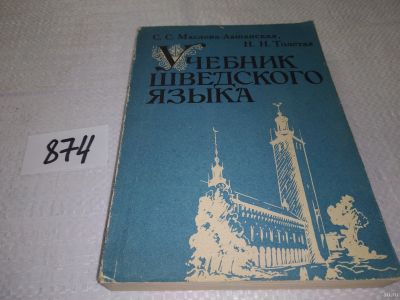 С. С. Маслова-Лашанская,
Н. Н. Толстая
УЧЕБНИК
ШВЕДСКОГО
ЯЗЫКА
874